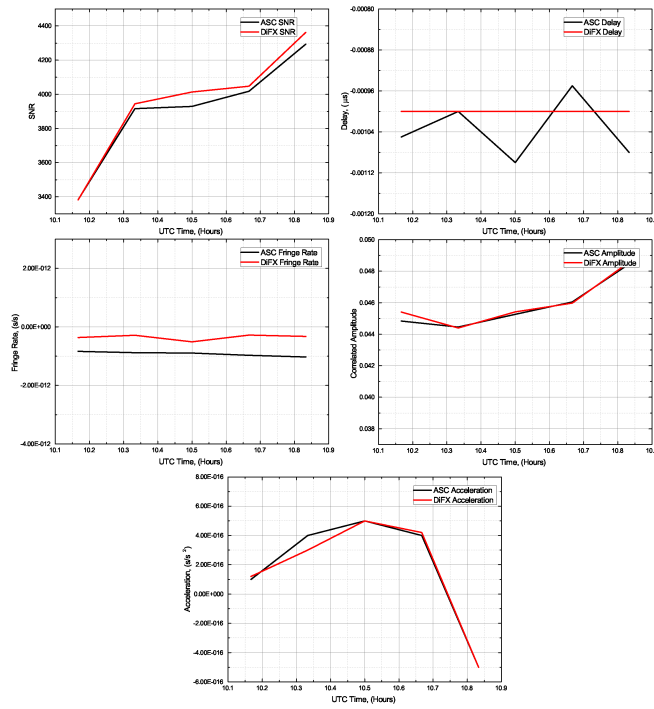 ASC SNR
DiFX SNR
4400
4200
4000
3800
3600
3400
SNR
10.1 10.2 10.3 10.4 10.5 10.6 10.7 10.8 10.9
UTC Time, (Hours)
ASC Delay
DiFX Delay
-0.00080
-0.00088
-0.00096
-0.00104
-0.00112
-0.00120
Delay, ( μs)
10.1 10.2 10.3 10.4 10.5 10.6 10.7 10.8 10.9
UTC Time, (Hours)
ASC Fringe Rate
DiFX Fringe Rate
2.00E-012
0.00E+000
-2.00E-012
-4.00E-012
Fringe Rate, (s/s)
10.1 10.2 10.3 10.4 10.5 10.6 10.7 10.8 10.9
UTC Time, (Hours)
ASC Amplitude
DiFX Amplitude
0.050
0.048
0.046
0.044
0.042
0.040
0.038
Correlated Amplitude
10.1 10.2 10.3 10.4 10.5 10.6 10.7 10.8 10.9
UTC Time, (Hours)
ASC Acceleration
DiFX Acceleration
8.00E-016
6.00E-016
4.00E-016
2.00E-016
0.00E+000
-2.00E-016
-4.00E-016
-6.00E-016
Acceleration, (s/s ²)
10.1 10.2 10.3 10.4 10.5 10.6 10.7 10.8 10.9
UTC Time, (Hours)